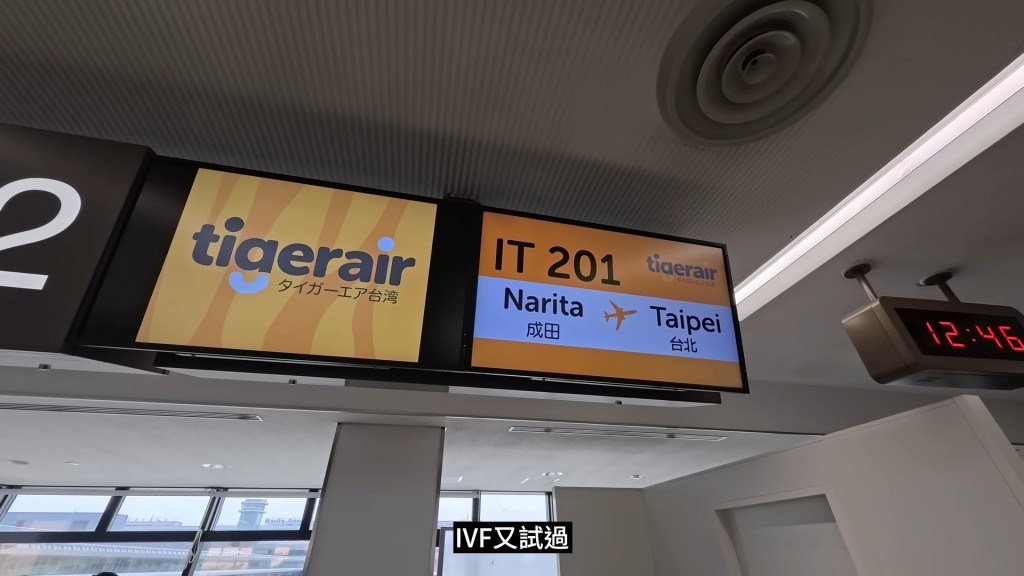 2
tigerair
タイガーエア台湾
IT 201
tigerair
Narita
成田
Taipei
台北
12:46
IVF又試過